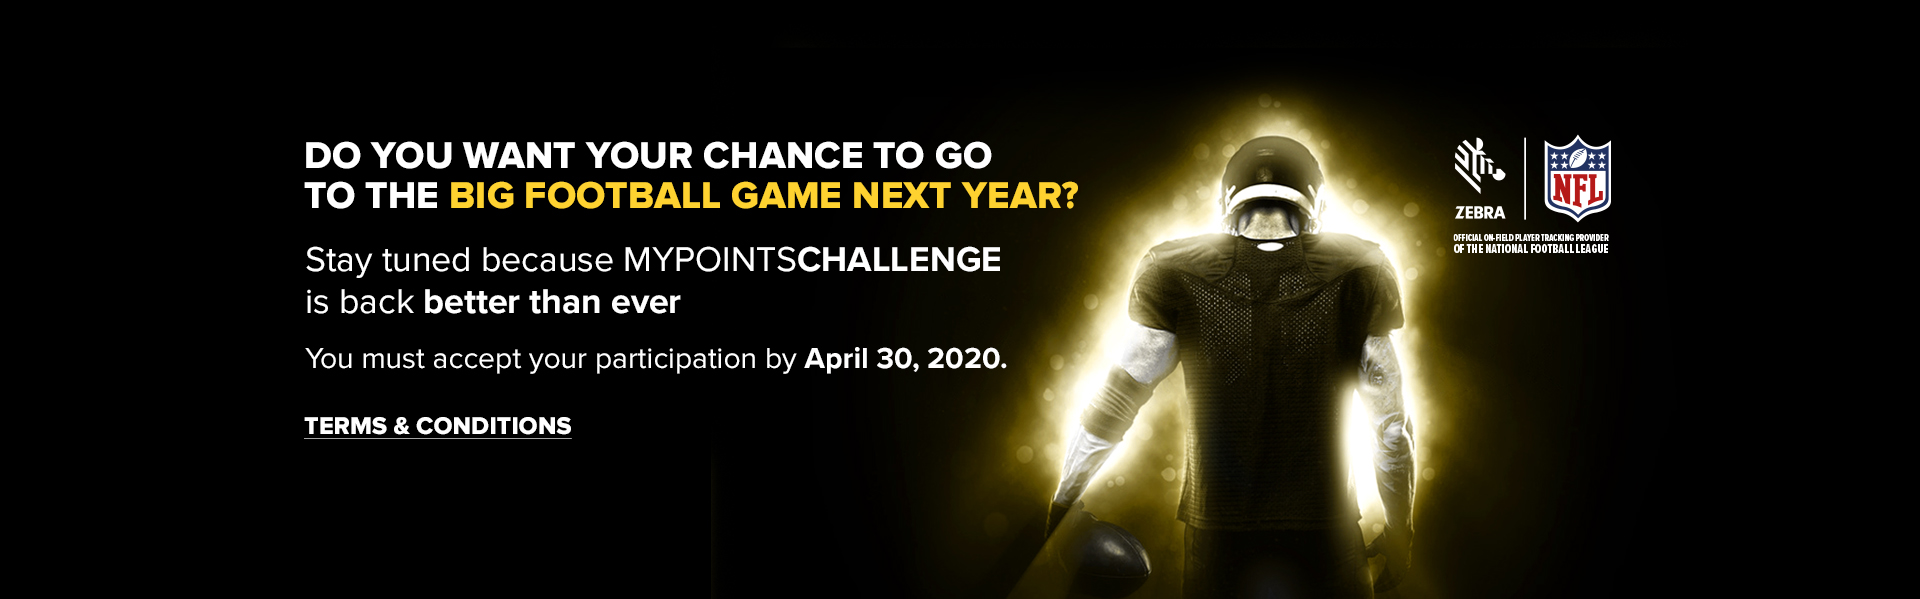 DO YOU WANT YOUR CHANCE TO GO
TO THE BIG FOOTBALL GAME NEXT YEAR?
Stay tuned because MYPOINTSCHALLENGE
is back better than ever
You must accept your participation by April 30, 2020.
TERMS & CONDITIONS
ZEBRA
NFL
OFFICIAL ON-FIELD PLAYER TRACKING PROVIDER
OF THE NATIONAL FOOTBALL LEAGUE